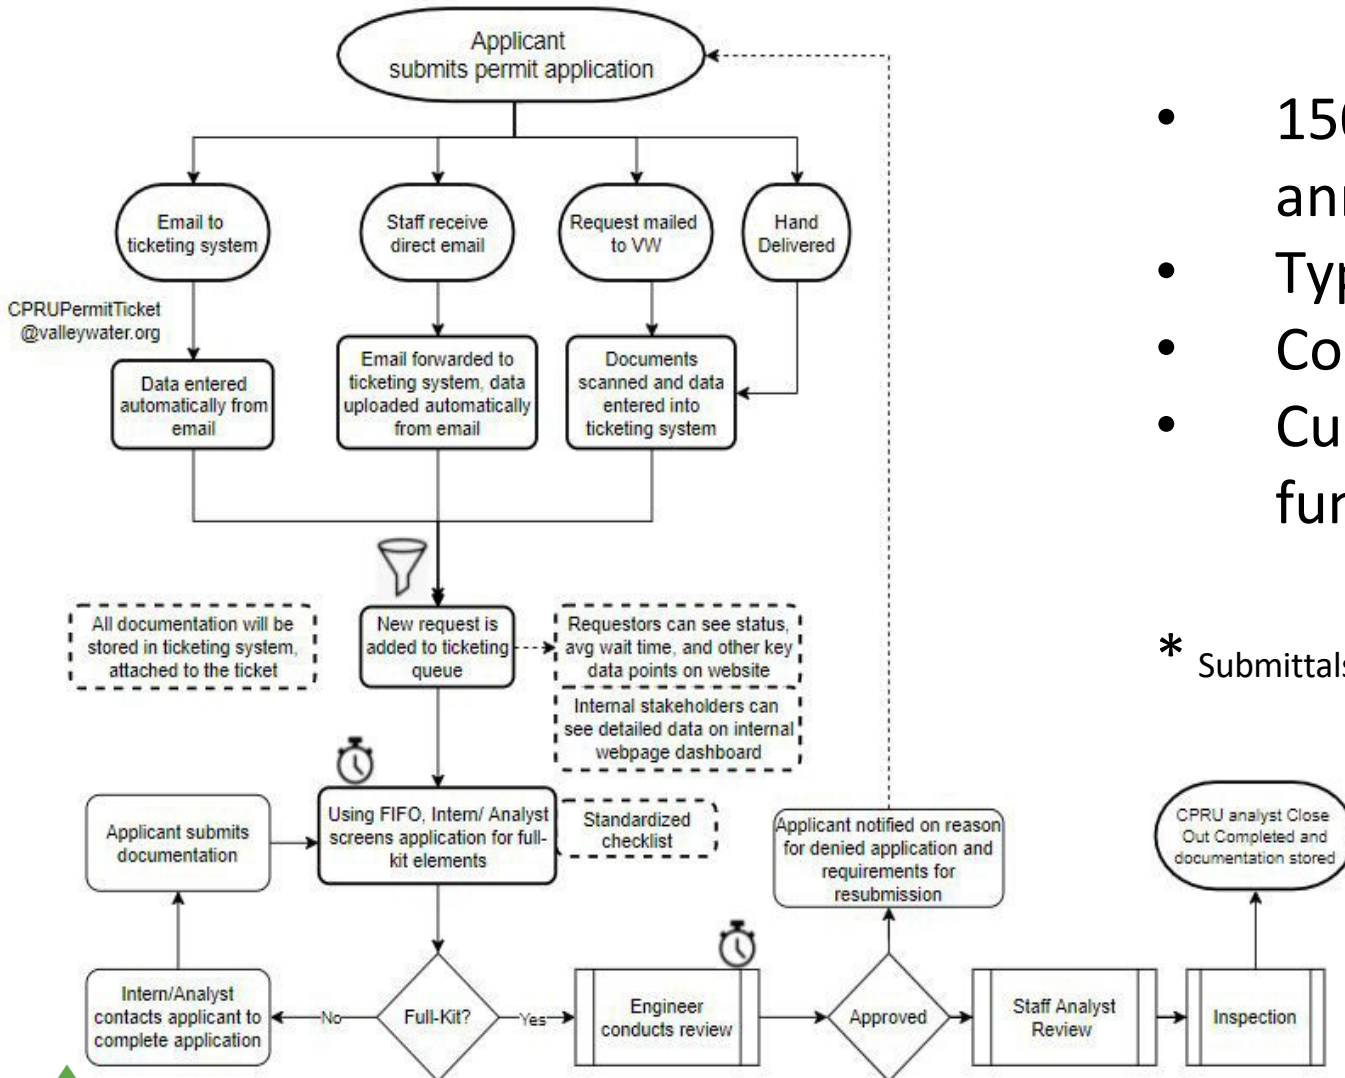 Applicant
submits permit application
Email to
ticketing system
Staff receive
direct email
Request mailed
to VW
Hand
Delivered
CPRUPermitTicket
@valleywater.org
Data entered
automatically from
email
Email forwarded to
ticketing system, data
uploaded automatically
from email
Documents
scanned and data
entered into
ticketing system
All documentation will be
stored in ticketing system,
attached to the ticket
New request is
added to ticketing
queue
Requestors can see status,
avg wait time, and other key
data points on website
Internal stakeholders can
see detailed data on internal
webpage dashboard
Applicant submits
documentation
Using FIFO, Intern/ Analyst
screens application for full-
kit elements
Standardized
checklist
Applicant notified on reason
for denied application and
requirements for
resubmission
CPRU analyst Close
Out Completed and
documentation stored
Intern/Analyst
contacts applicant to
complete application
No
Full-Kit?
Yes
Engineer
conducts review
Approved
Staff Analyst
Review
Inspection
•
•
•
•
* Submittals